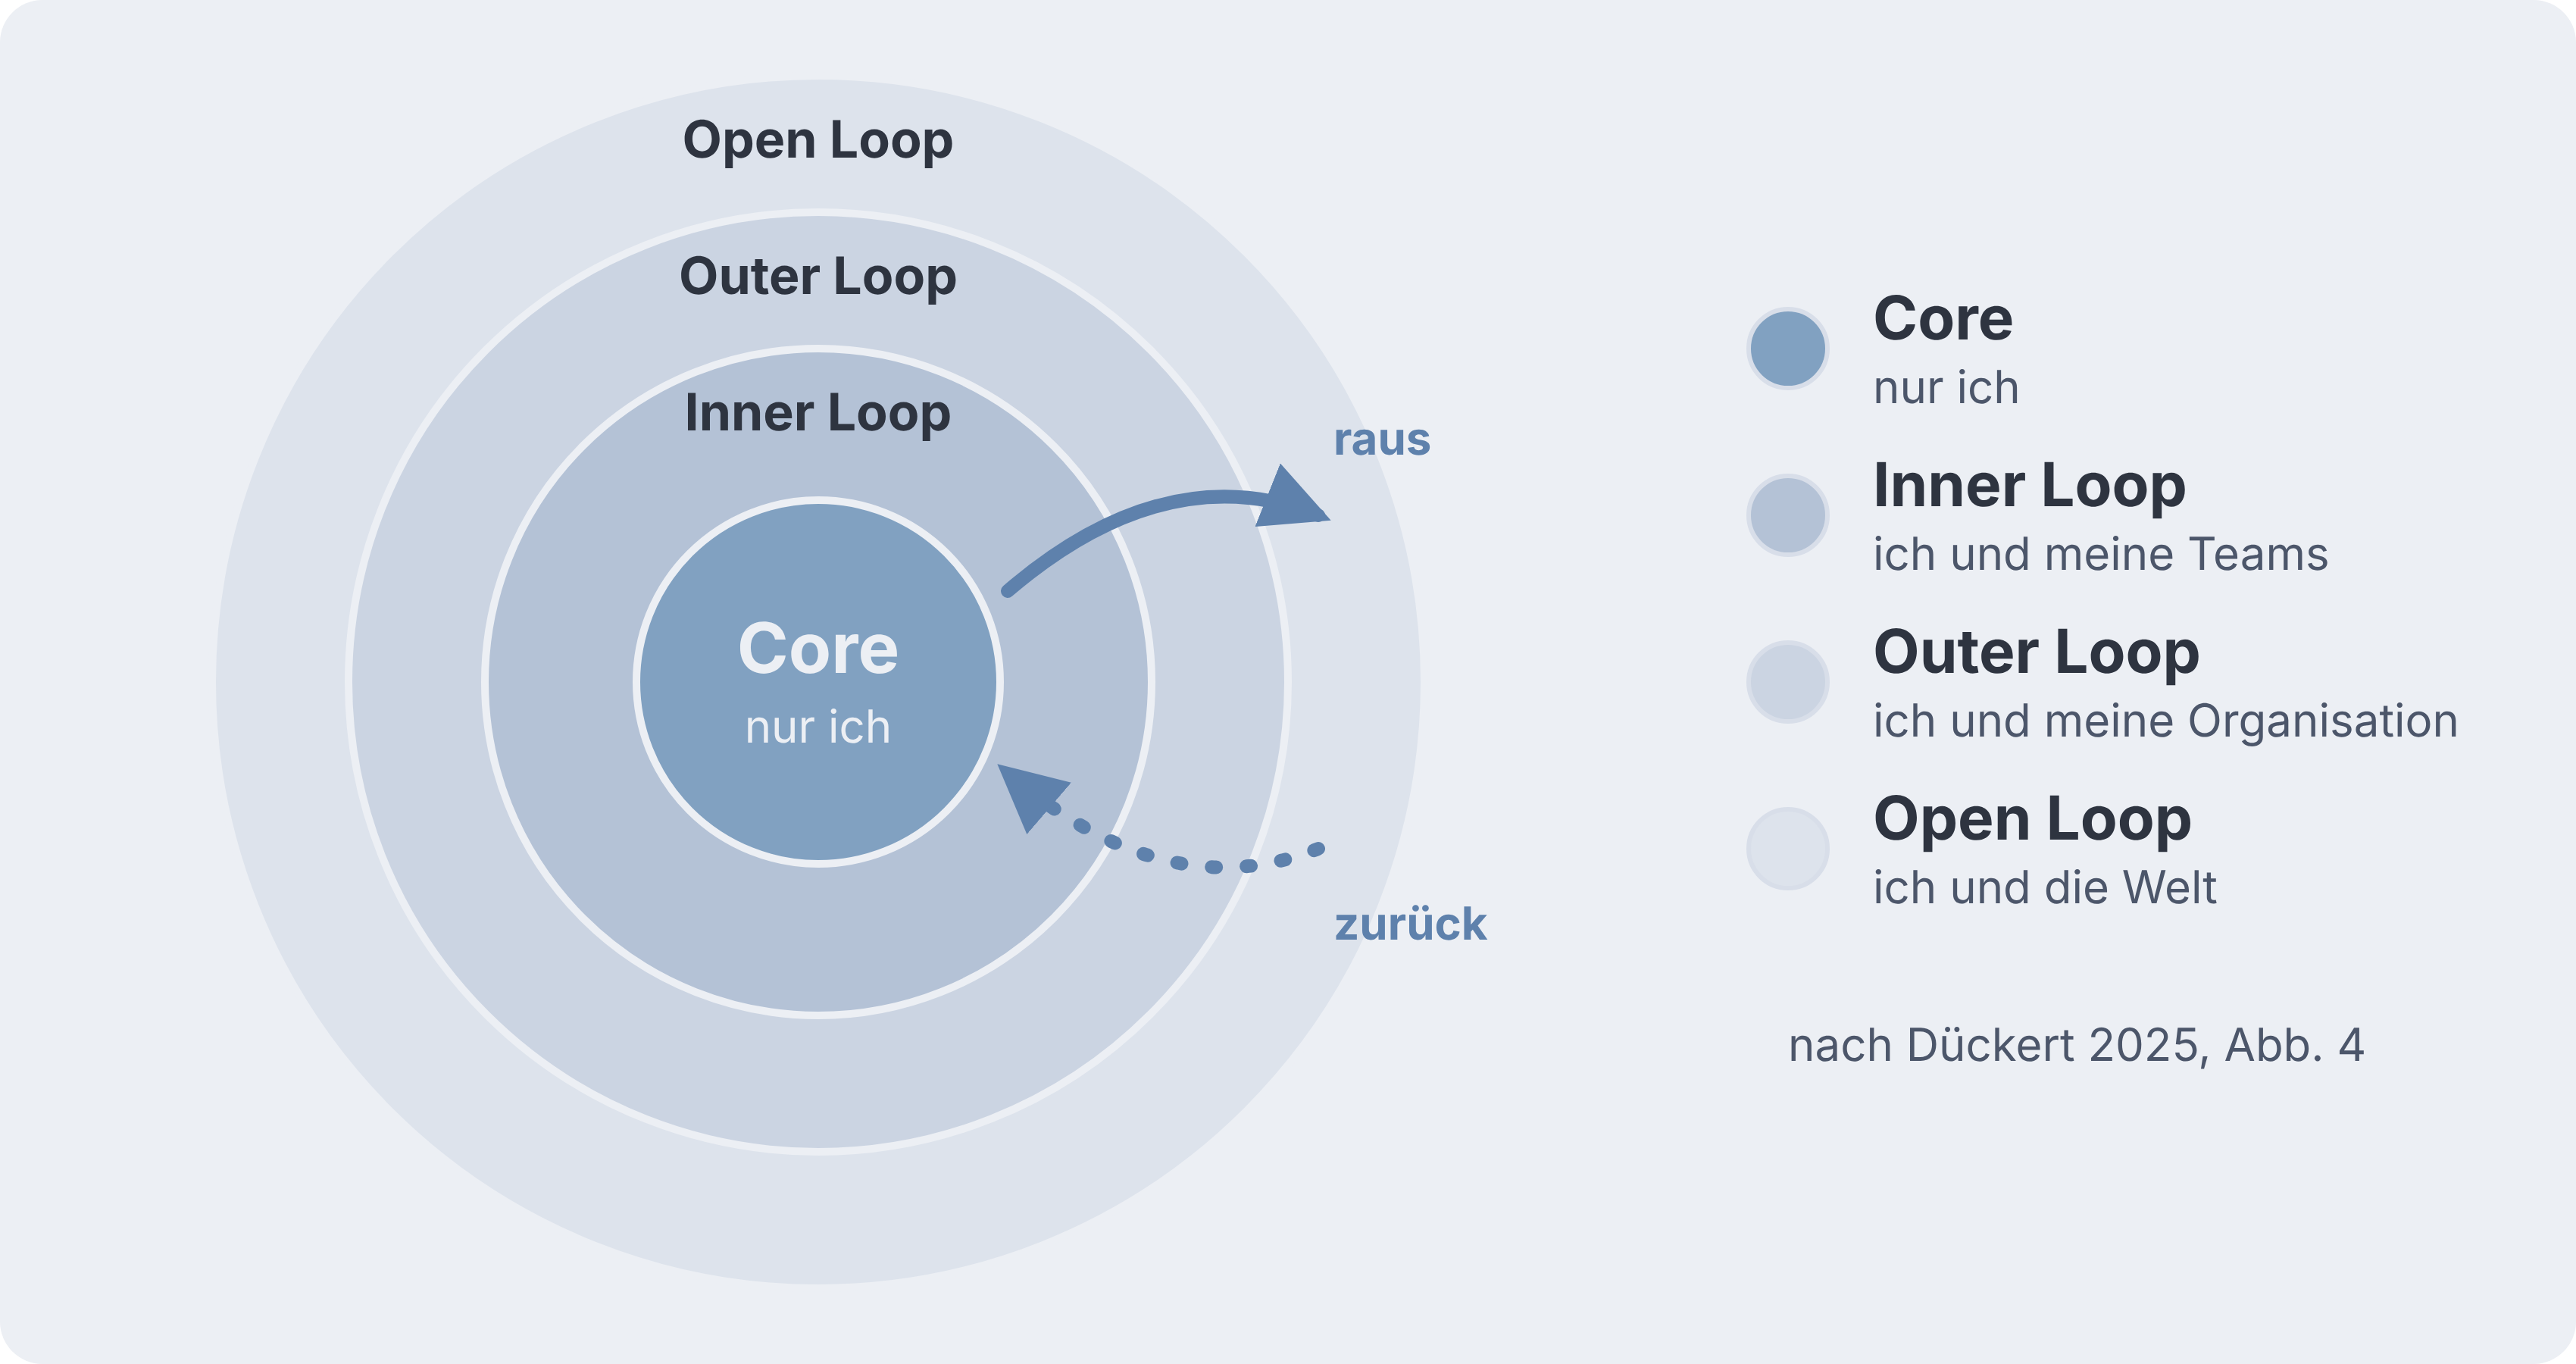 Open Loop
Outer Loop
Inner Loop
Core
nur ich
raus
zurück
Core
nur ich
Inner Loop
ich und meine Teams
Outer Loop
ich und meine Organisation
Open Loop
ich und die Welt
nach Dückert 2025, Abb. 4